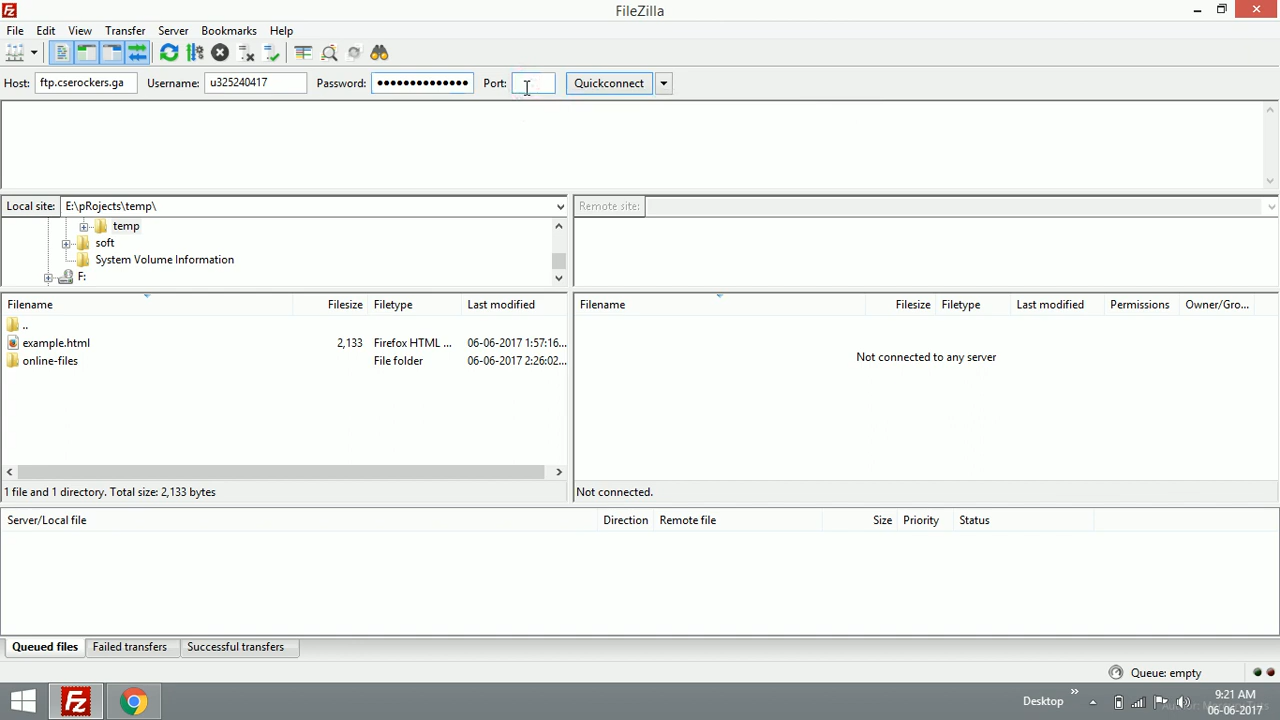 FileZilla
File Edit View Transfer Server Bookmarks Help
Host: ftp.cserockers.ga Username: u325240417 Password: ●●●●●●●●●●●●●● Port: Quickconnect
Local site: E:\pRojects\temp\ Remote site:
temp
soft
System Volume Information
F:
Filename Filesize Filetype Last modified Filename Filesize Filetype Last modified Permissions Owner/Gro...
..
example.html 2,133 Firefox HTML ... 06-06-2017 1:57:16...
Not connected to any server
online-files File folder 06-06-2017 2:26:02...
1 file and 1 directory. Total size: 2,133 bytes Not connected.
Server/Local file Direction Remote file Size Priority Status
Queued files Failed transfers Successful transfers
Queue: empty
Desktop 9:21 AM
06-06-2017